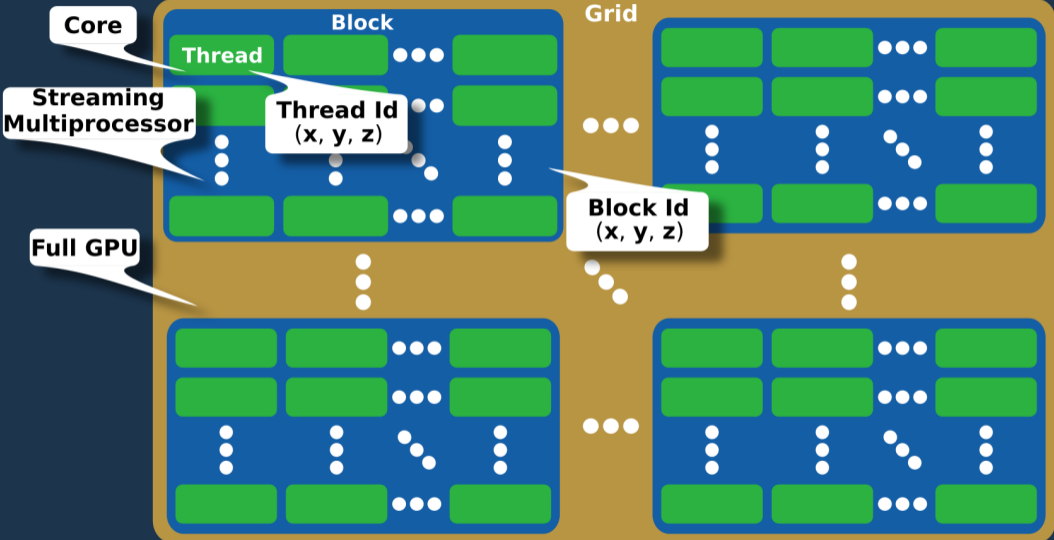 Grid
Block
Core
Thread
Streaming
Multiprocessor
Thread Id
(x, y, z)
Block Id
(x, y, z)
Full GPU